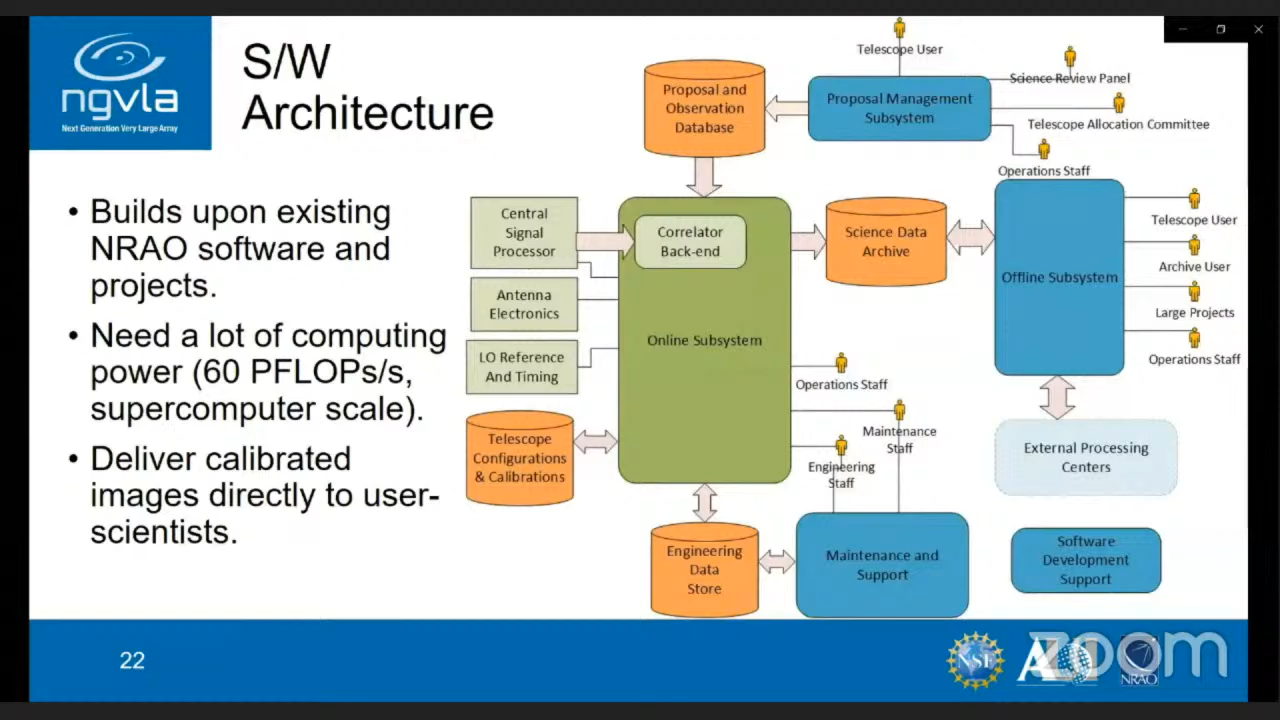 ngvla
Next Generation Very Large Array
S/W
Architecture
• Builds upon existing
NRAO software and
projects.
• Need a lot of computing
power (60 PFLOPs/s,
supercomputer scale).
• Deliver calibrated
images directly to user-
scientists.
Telescope User
Science Review Panel
Telescope Allocation Committee
Operations Staff
Proposal and
Observation
Database
Proposal Management
Subsystem
Central
Signal
Processor
Correlator
Back-end
Science Data
Archive
Offline Subsystem
Telescope User
Archive User
Large Projects
Operations Staff
Antenna
Electronics
LO Reference
And Timing
Online Subsystem
Telescope
Configurations
& Calibrations
Operations Staff
Maintenance
Staff
Engineering
Staff
External Processing
Centers
Engineering
Data
Store
Maintenance and
Support
Software
Development
Support
22
NSF
NRAO
zoom